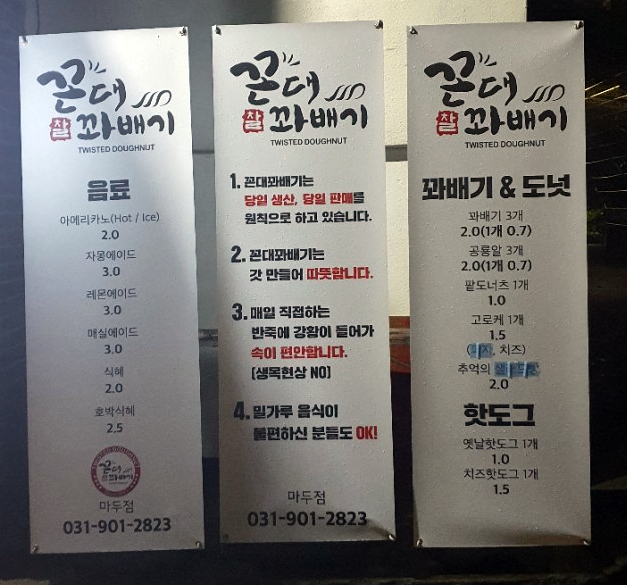 꼰대
찰 꽈배기
TWISTED DOUGHNUT
음료
아메리카노(Hot / Ice)
2.0
자몽에이드
3.0
레몬에이드
3.0
매실에이드
3.0
식혜
2.0
호박식혜
2.5
꼰대
꽈배기
마두점
031-901-2823
꼰대
찰 꽈배기
TWISTED DOUGHNUT
1. 꼰대꽈배기는
당일 생산, 당일 판매를
원칙으로 하고 있습니다.
2. 꼰대꽈배기는
갓 만들어 따뜻합니다.
3. 매일 직접하는
반죽에 강황이 들어가
속이 편안합니다.
(생목현상 NO)
4. 밀가루 음식이
불편하신 분들도 OK!
마두점
031-901-2823
꼰대
찰 꽈배기
TWISTED DOUGHNUT
꽈배기 & 도넛
꽈배기 3개
2.0(1개 0.7)
공룡알 3개
2.0(1개 0.7)
팥도너츠 1개
1.0
고로케 1개
1.5
(, 치즈)
추억의
2.0
핫도그
옛날핫도그 1개
1.0
치즈핫도그 1개
1.5